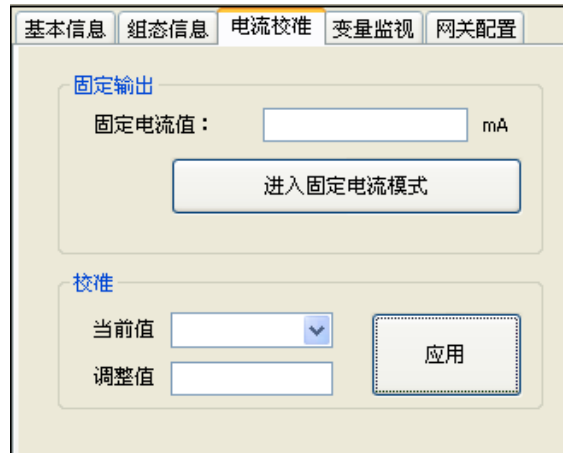 基本信息 组态信息 电流校准 变量监视 网关配置
固定输出
固定电流值： mA
进入固定电流模式
校准
当前值
应用
调整值